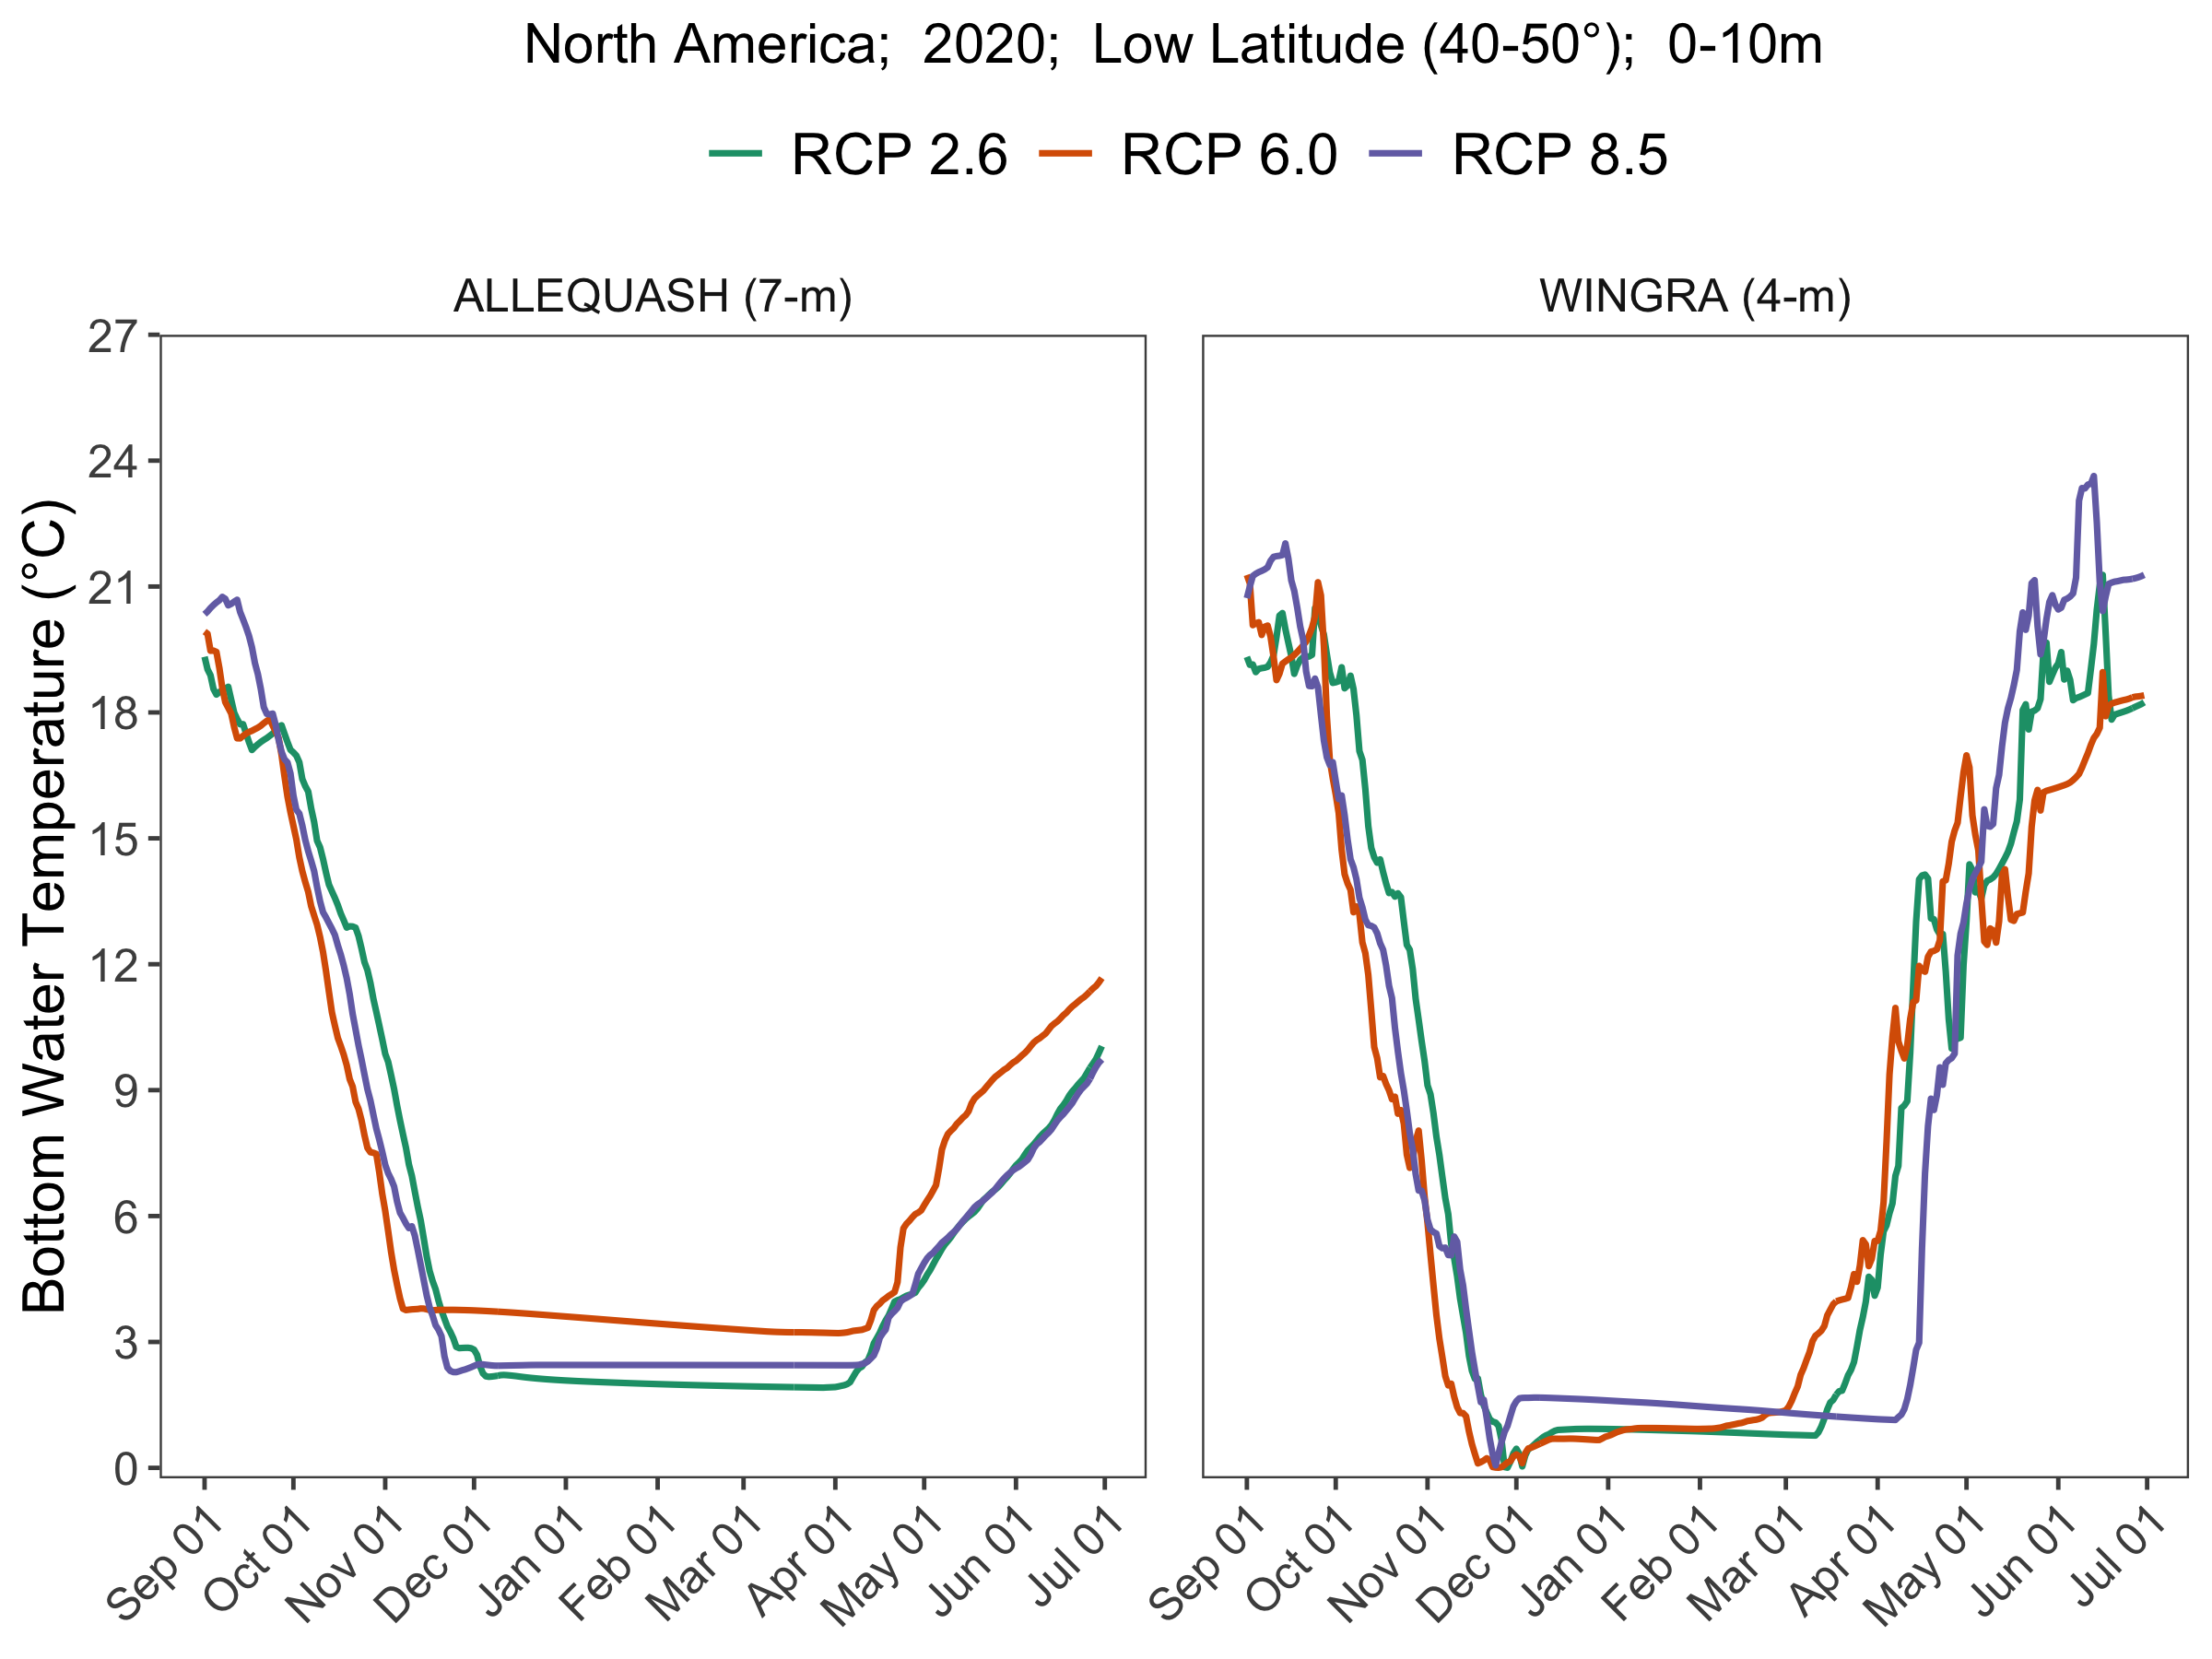 North America;  2020;  Low Latitude (40-50°);  0-10m
RCP 2.6 RCP 6.0 RCP 8.5
ALLEQUASH (7-m) WINGRA (4-m)
Bottom Water Temperature (°C)
27
24
21
18
15
12
9
6
3
0
Sep 01 Oct 01 Nov 01 Dec 01 Jan 01 Feb 01 Mar 01 Apr 01 May 01 Jun 01 Jul 01 Sep 01 Oct 01 Nov 01 Dec 01 Jan 01 Feb 01 Mar 01 Apr 01 May 01 Jun 01 Jul 01